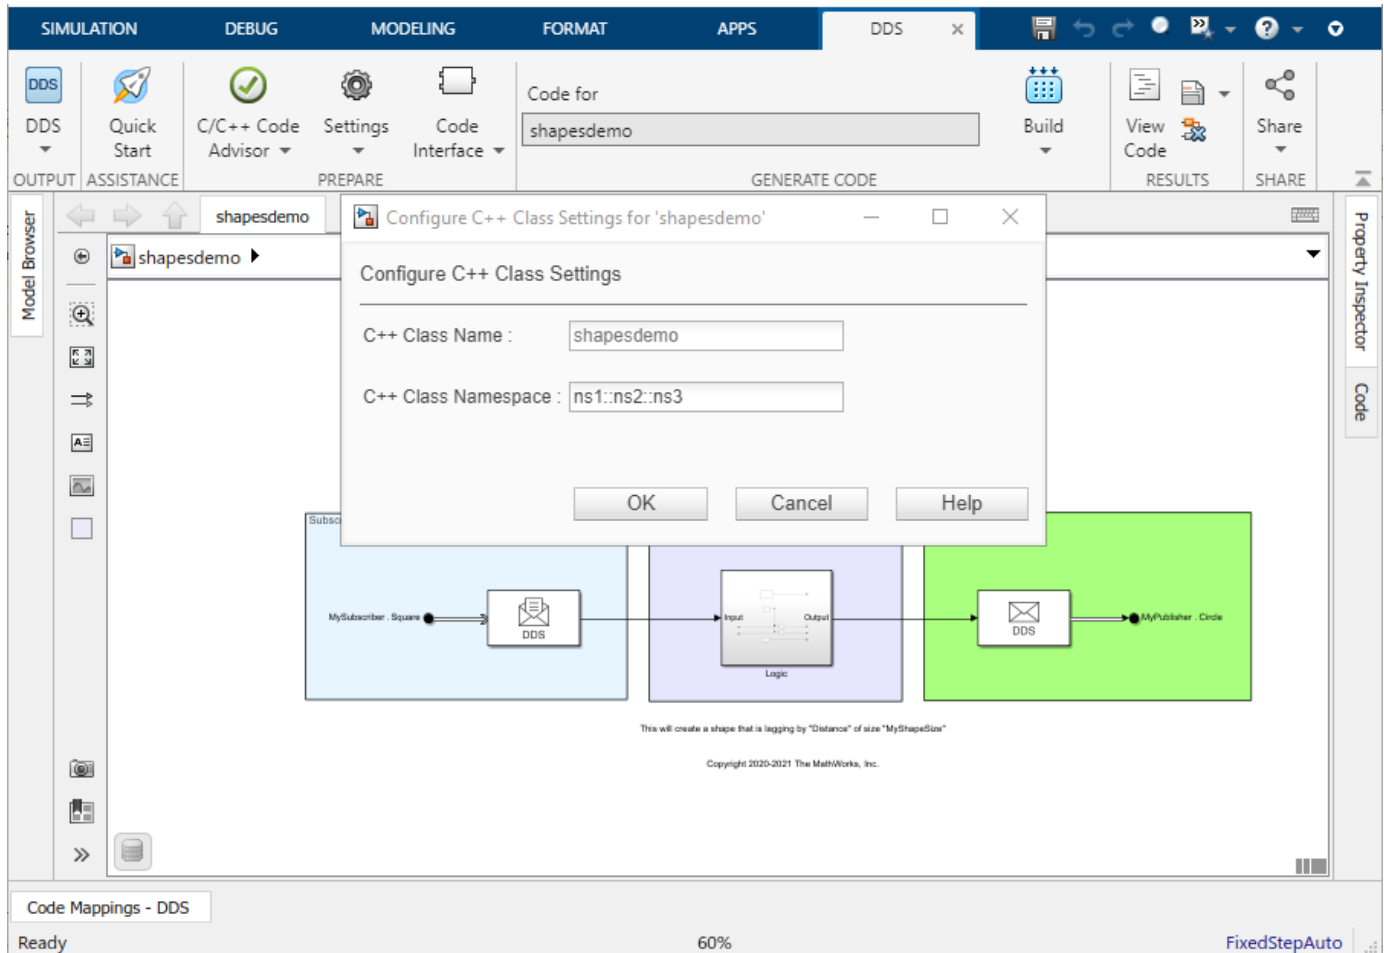 SIMULATION DEBUG MODELING FORMAT APPS DDS
DDS
Code for
DDS Quick C/C++ Code Settings Code shapesdemo Build View Share
Start Advisor Interface Code
OUTPUT ASSISTANCE PREPARE GENERATE CODE RESULTS SHARE
Model Browser
shapesdemo
shapesdemo
Configure C++ Class Settings for 'shapesdemo'
Configure C++ Class Settings
C++ Class Name : shapesdemo
C++ Class Namespace : ns1::ns2::ns3
OK Cancel Help
Property Inspector
Code
Subsc
MySubscriber . Square
DDS
Input Output
Logic
DDS
MyPublisher . Circle
This will create a shape that is lagging by "Distance" of size "MyShapeSize"
Copyright 2020-2021 The MathWorks, Inc.
Code Mappings - DDS
Ready 60% FixedStepAuto